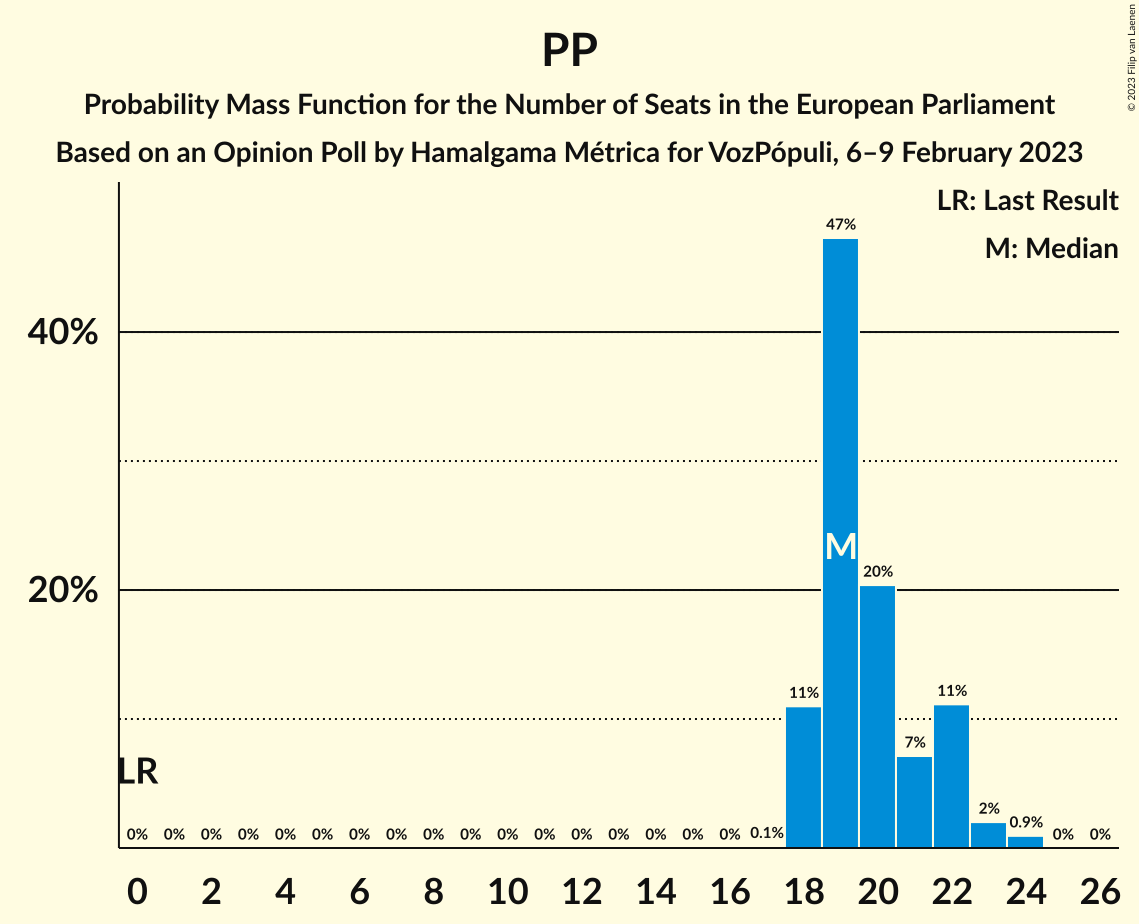 PP
Probability Mass Function for the Number of Seats in the European Parliament
Based on an Opinion Poll by Hamalgama Métrica for VozPópuli, 6–9 February 2023
© 2023 Filip van Laenen
LR: Last Result
M: Median
40%
20%
47%
M
20%
11%
7%
11%
2%
0.9%
LR
0% 0% 0% 0% 0% 0% 0% 0% 0% 0% 0% 0% 0% 0% 0% 0% 0% 0.1% 0% 0%
0 2 4 6 8 10 12 14 16 18 20 22 24 26